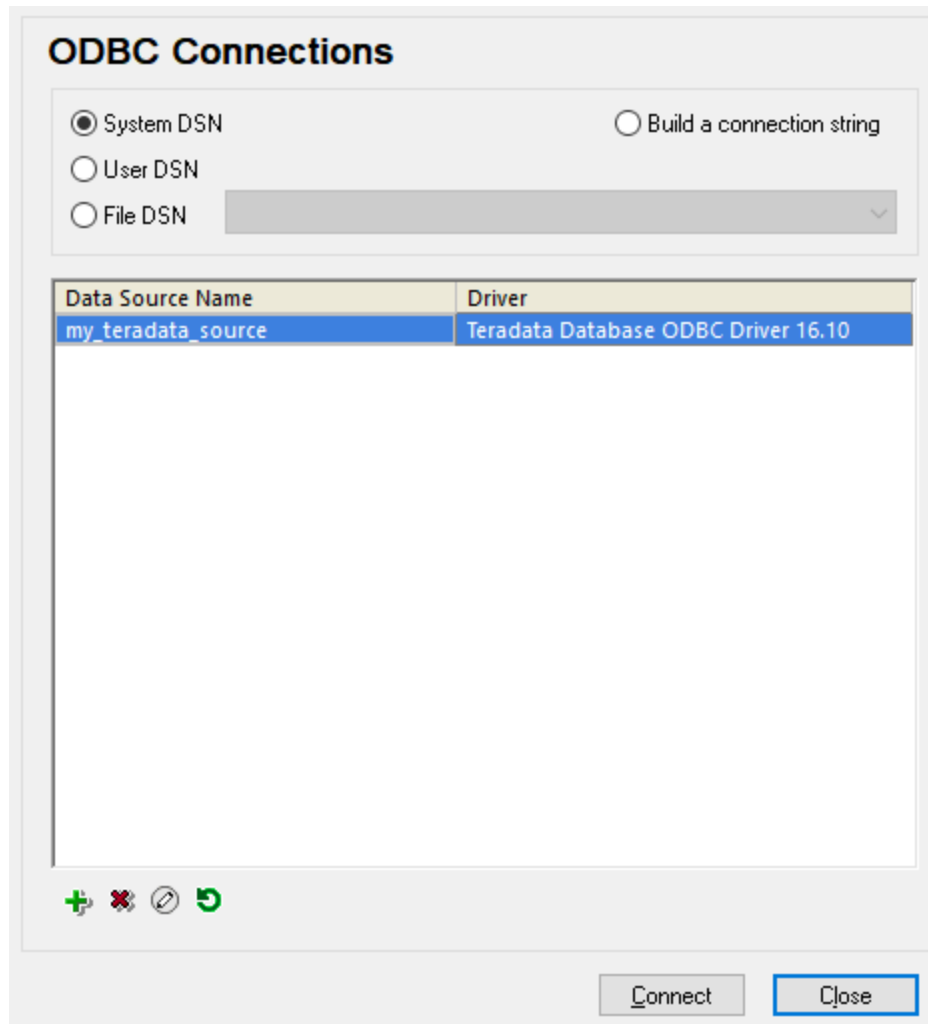 ODBC Connections
System DSN
Build a connection string
User DSN
File DSN
Data Source Name
Driver
my_teradata_source
Teradata Database ODBC Driver 16.10
Connect
Close